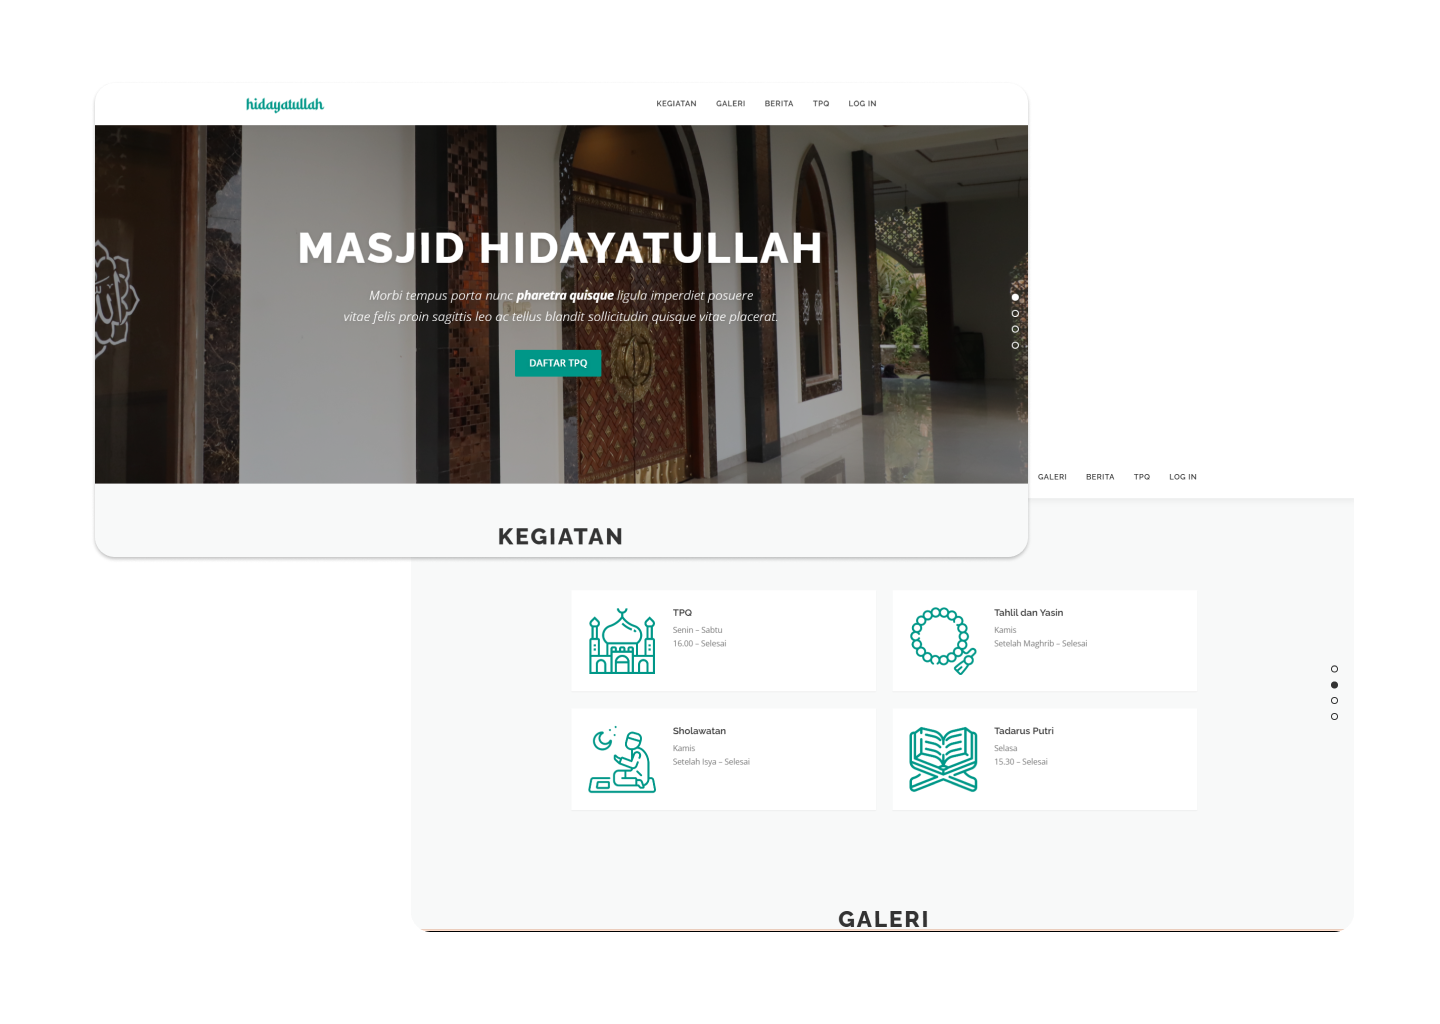 hidayatullah
KEGIATAN GALERI BERITA TPQ LOG IN
MASJID HIDAYATULLAH
Morbi tempus porta nunc pharetra quisque ligula imperdiet posuere
vitae felis proin sagittis leo ac tellus blandit sollicitudin quisque vitae placerat.
DAFTAR TPQ
KEGIATAN
GALERI BERITA TPQ LOG IN
TPQ
Senin – Sabtu
16.00 – Selesai
Tahlil dan Yasin
Kamis
Setelah Maghrib – Selesai
Sholawatan
Kamis
Setelah Isya – Selesai
Tadarus Putri
Selasa
15.30 – Selesai
GALERI